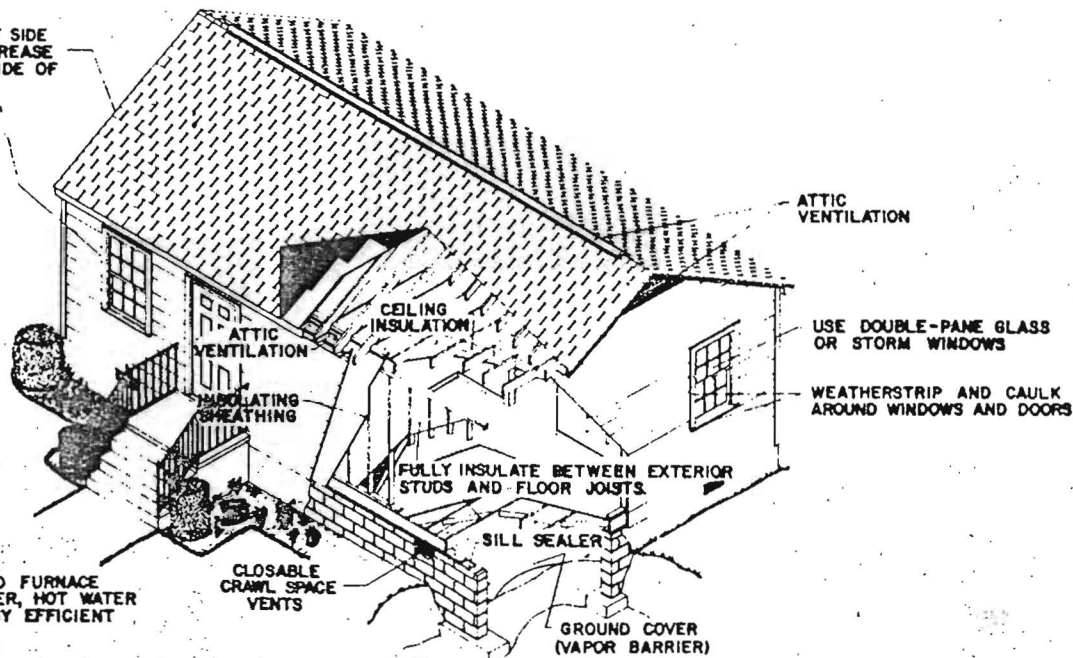 SIDE
REASE
IDE OF
ATTIC
VENTILATION
CEILING
INSULATION
ATTIC
VENTILATION
USE DOUBLE-PANE GLASS
OR STORM WINDOWS
INSULATING
SHEATHING
WEATHERSTRIP AND CAULK
AROUND WINDOWS AND DOORS
FULLY INSULATE BETWEEN EXTERIOR
STUDS AND FLOOR JOISTS
SILL SEALER
CLOSABLE
CRAWL SPACE
VENTS
FURNACE
ER, HOT WATER
Y EFFICIENT
GROUND COVER
(VAPOR BARRIER)